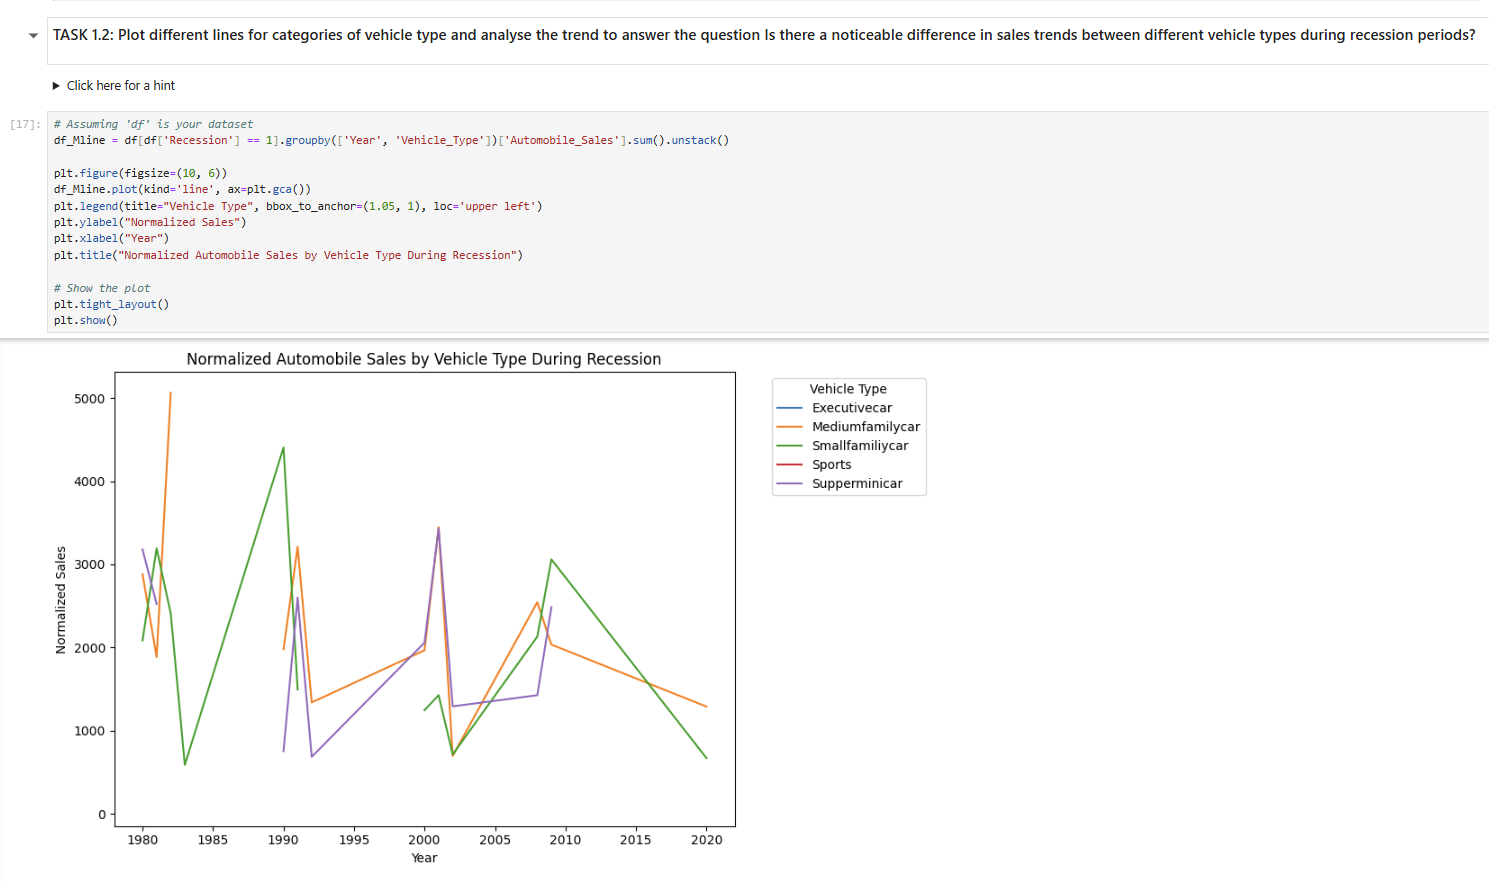 TASK 1.2: Plot different lines for categories of vehicle type and analyse the trend to answer the question Is there a noticeable difference in sales trends between different vehicle types during recession periods?
Click here for a hint
[17]:
# Assuming 'df' is your dataset
df_Mline = df[df['Recession'] == 1].groupby(['Year', 'Vehicle_Type'])['Automobile_Sales'].sum().unstack()
plt.figure(figsize=(10, 6))
df_Mline.plot(kind='line', ax=plt.gca())
plt.legend(title="Vehicle Type", bbox_to_anchor=(1.05, 1), loc='upper left')
plt.ylabel("Normalized Sales")
plt.xlabel("Year")
plt.title("Normalized Automobile Sales by Vehicle Type During Recession")
# Show the plot
plt.tight_layout()
plt.show()
Normalized Automobile Sales by Vehicle Type During Recession
5000
4000
3000
2000
1000
0
Normalized Sales
1980 1985 1990 1995 2000 2005 2010 2015 2020
Year
Vehicle Type
Executivecar
Mediumfamilycar
Smallfamiliycar
Sports
Supperminicar